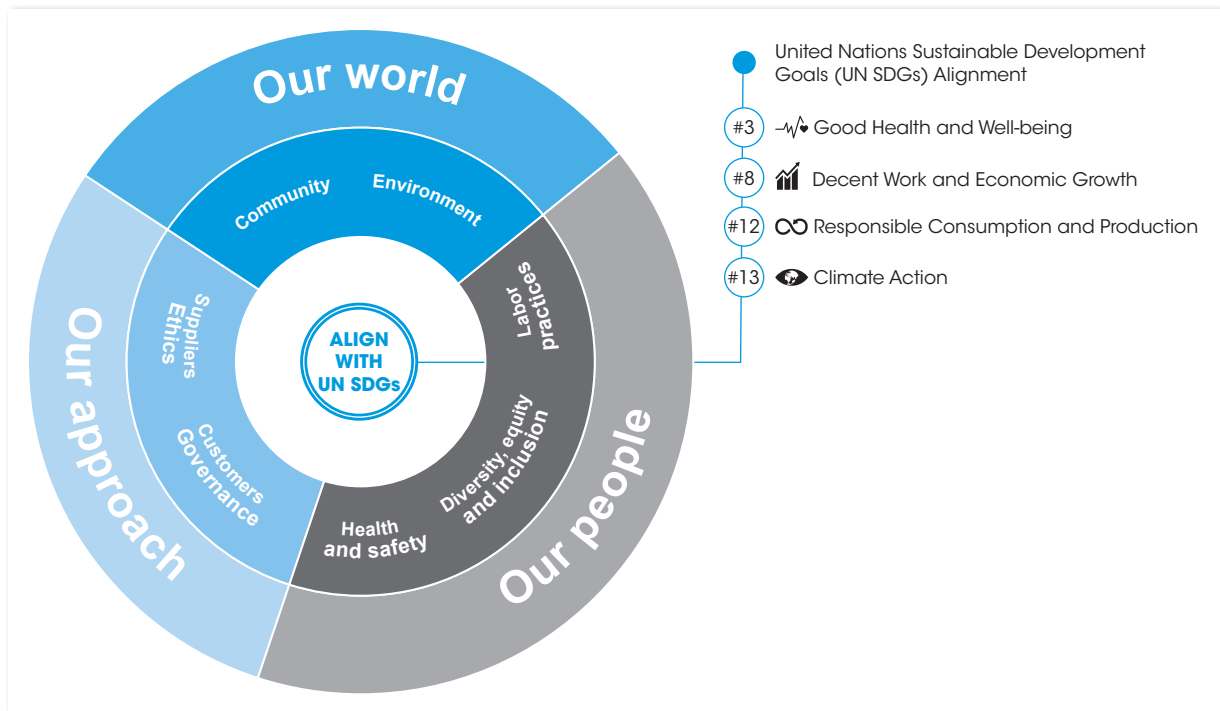 Our world
Community
Environment
Our approach
Suppliers
Ethics
Customers
Governance
Our people
Labor
practices
Diversity, equity
and inclusion
Health
and safety
ALIGN
WITH
UN SDGs
United Nations Sustainable Development
Goals (UN SDGs) Alignment
#3 Good Health and Well-being
#8 Decent Work and Economic Growth
#12 Responsible Consumption and Production
#13 Climate Action